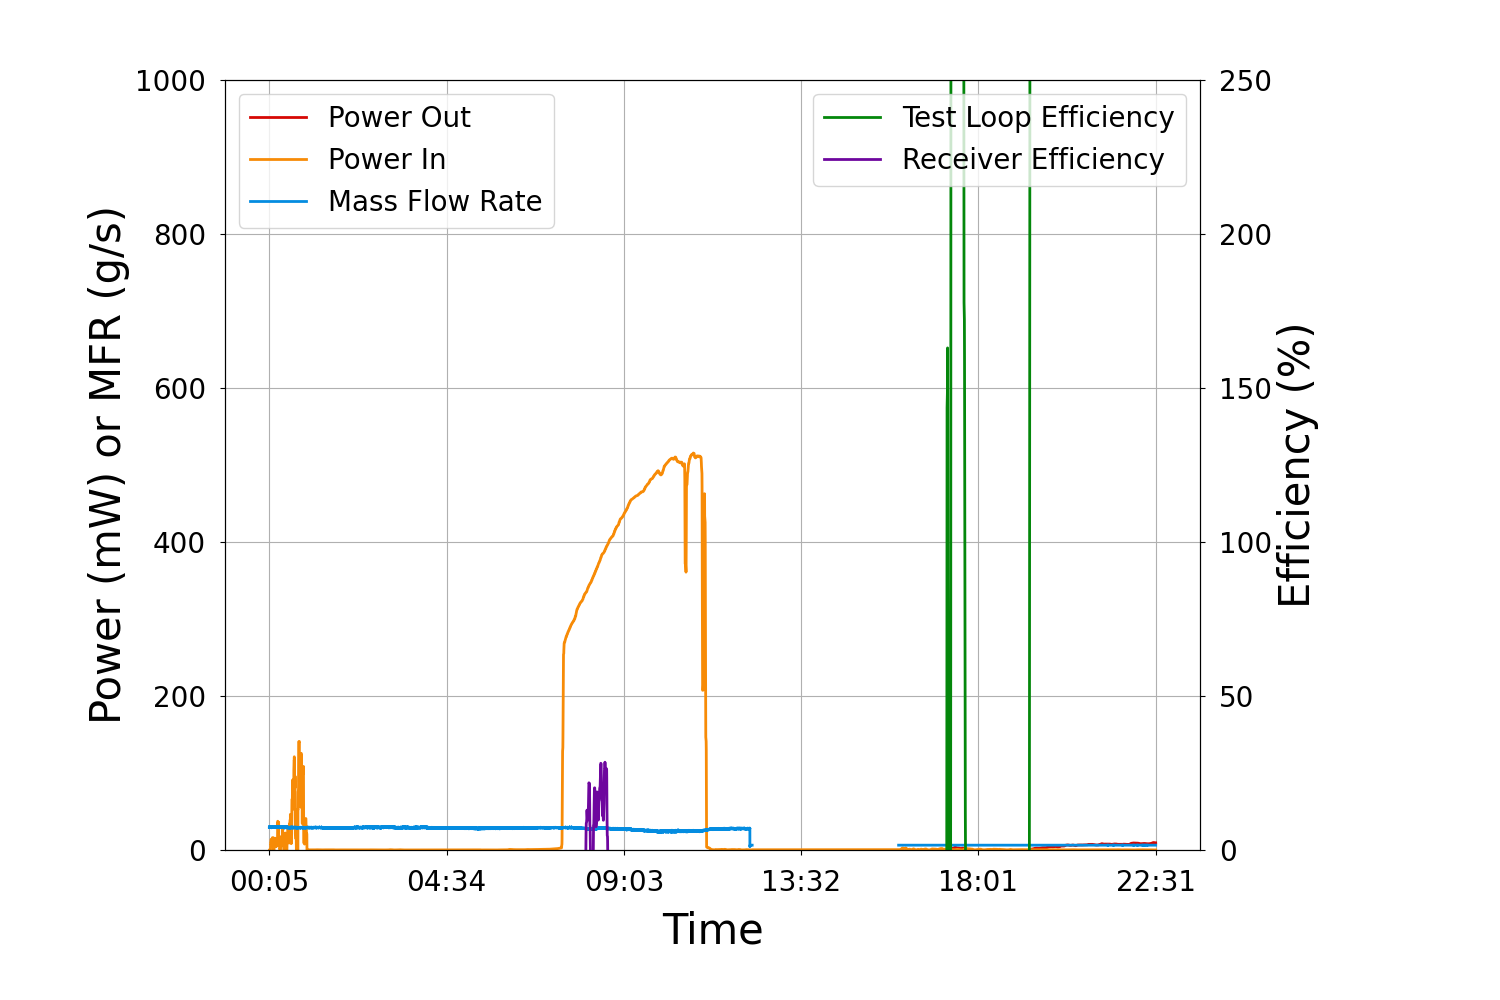 Power Out
Power In
Mass Flow Rate
Test Loop Efficiency
Receiver Efficiency
Power (mW) or MFR (g/s)
1000
800
600
400
200
0
250
200
150
100
50
0
Efficiency (%)
00:05 04:34 09:03 13:32 18:01 22:31
Time